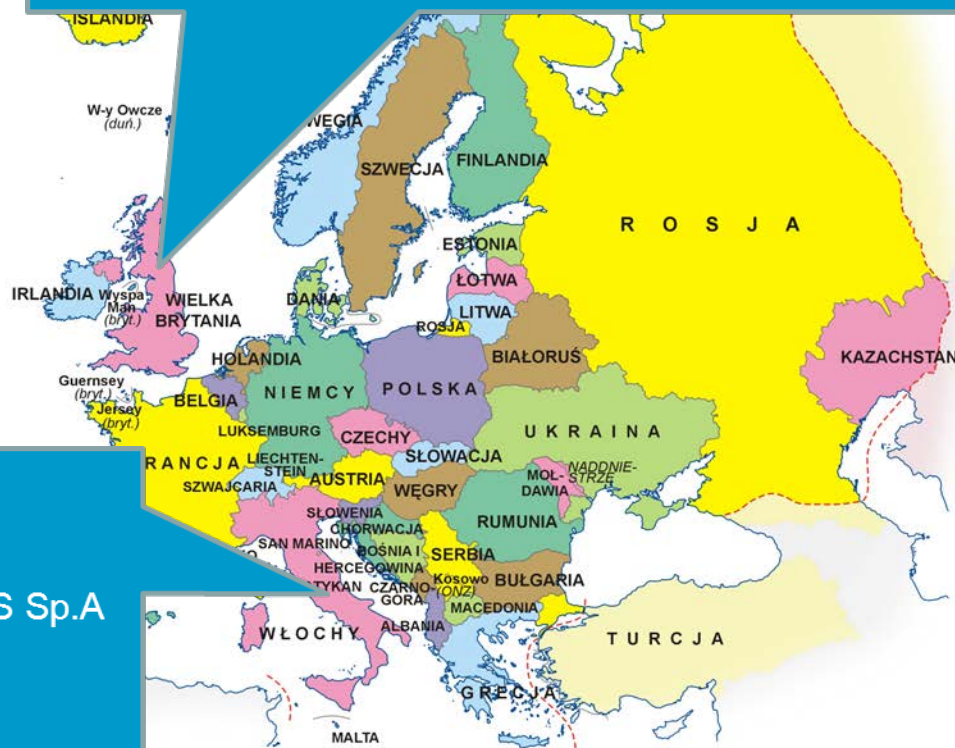 ISLANDIA
W-y Owcze
(duń.)
WEGIA
SZWECJA
FINLANDIA
ROSJA
ESTONIA
ŁOTWA
IRLANDIA
Wyspa
Man
(bryt.)
WIELKA
BRYTANIA
DANIA
LITWA
ROSJA
HOLANDIA
BIAŁORUŚ
KAZACHSTAN
Guernsey
(bryt.)
Jersey
(bryt.)
BELGIA
NIEMCY
POLSKA
LUKSEMBURG
CZECHY
UKRAINA
RANCJA
LIECHTEN-
STEIN
SŁOWACJA
SZWAJCARIA
AUSTRIA
WĘGRY
MOŁ-
DAWIA
NADDNIE-
STRZE
SŁOWENIA
CHORWACJA
RUMUNIA
SAN MARINO
BOŚNIA I
HERCEGOWINA
SERBIA
TYKAN
CZARNO-
GÓRA
Kosowo
(ONZ)
BUŁGARIA
S Sp.A
MACEDONIA
WŁOCHY
ALBANIA
TURCJA
GRECJA
MALTA